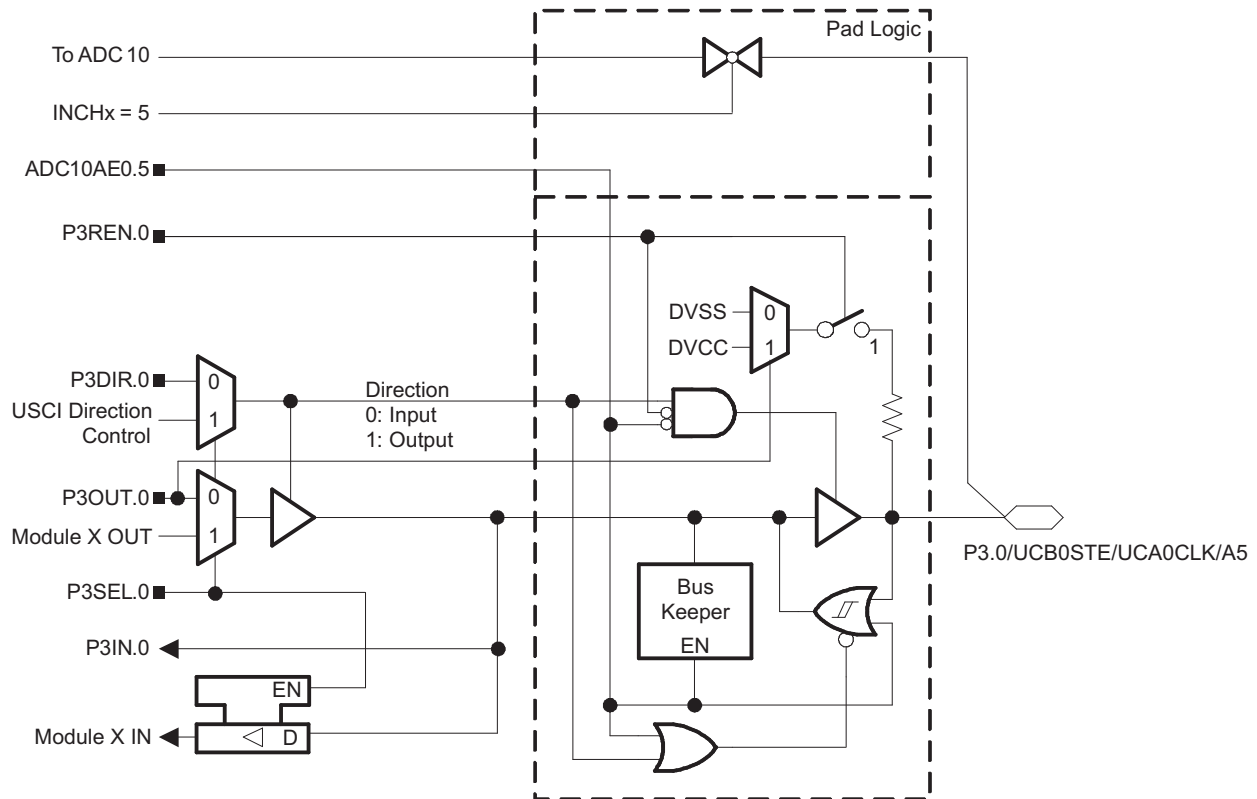 Pad Logic
To ADC 10
INCHx = 5
ADC10AE0.5
P3REN.0
DVSS
0
DVCC
1
1
P3DIR.0
0
USCI Direction
Control
1
Direction
0: Input
1: Output
P3OUT.0
0
Module X OUT
1
P3.0/UCB0STE/UCA0CLK/A5
P3SEL.0
Bus
Keeper
EN
P3IN.0
EN
Module X IN
D